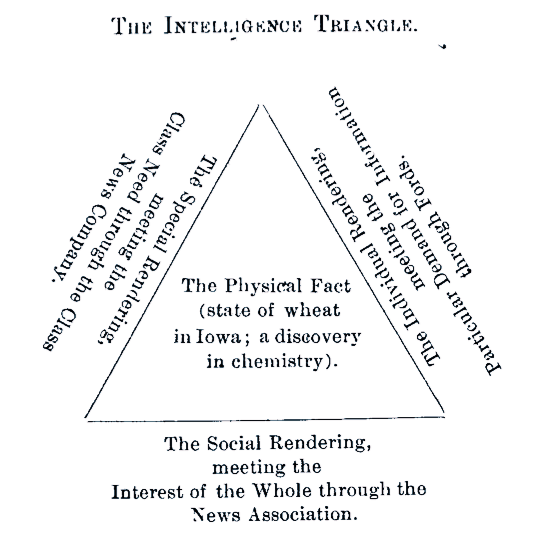 THE INTELLIGENCE TRIANGLE.
The Special Rendering,
meeting the
Class Need through the Class
News Company.
The Individual Rendering,
meeting the
Particular Demand for Information
through Fords.
The Physical Fact
(state of wheat
in Iowa; a discovery
in chemistry).
The Social Rendering,
meeting the
Interest of the Whole through the
News Association.